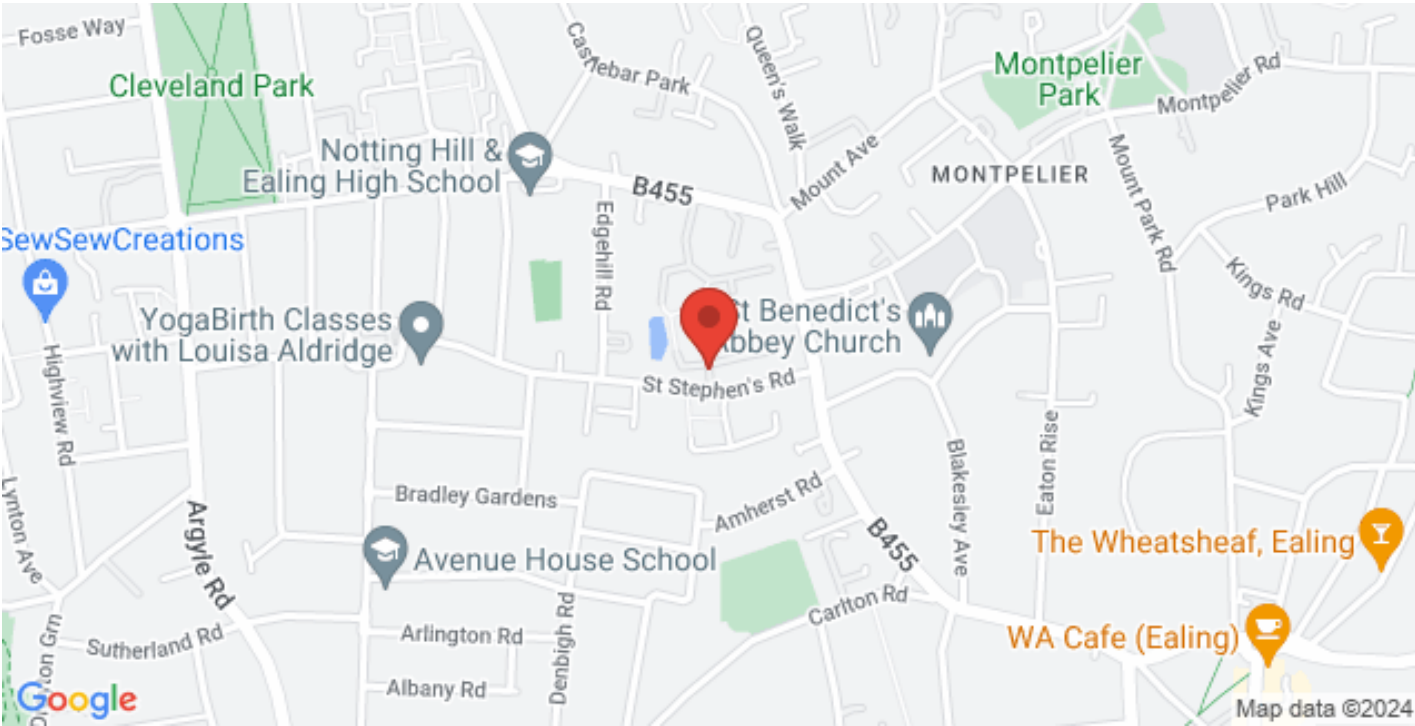 Fosse Way
Cleveland Park
Castlebar Park
Queen's Walk
Montpelier
Park
Montpelier Rd
Notting Hill &
Ealing High School
B455
Mount Ave
MONTPELIER
Mount Park Rd
Park Hill
SewSewCreations
Edgehill Rd
Kings Rd
YogaBirth Classes
with Louisa Aldridge
St Benedict's
Abbey Church
Highview Rd
St Stephen's Rd
Kings Ave
Lynton Ave
Argyle Rd
Bradley Gardens
Amherst Rd
B455
Blakesley Ave
Eaton Rise
The Wheatsheaf, Ealing
Avenue House School
Denbigh Rd
Carlton Rd
Sutherland Rd
Arlington Rd
WA Cafe (Ealing)
Grn
Albany Rd
Google
Map data ©2024